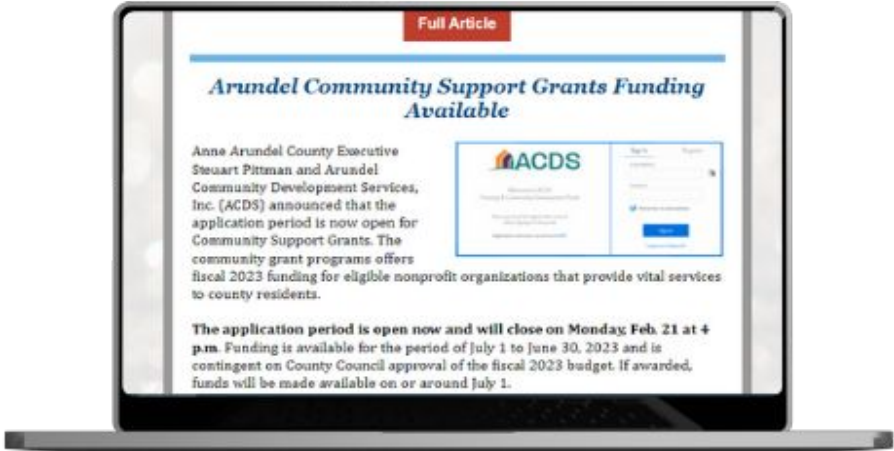 Full Article
Arundel Community Support Grants Funding
Available
Anne Arundel County Executive
Steuart Pittman and Arundel
Community Development Services,
Inc. (ACDS) announced that the
application period is now open for
Community Support Grants. The
community grant programs offers
fiscal 2023 funding for eligible nonprofit organizations that provide vital services
to county residents.
ACDS
The application period is open now and will close on Monday, Feb. 21 at 4
p.m. Funding is available for the period of July 1 to June 30, 2023 and is
contingent on County Council approval of the fiscal 2023 budget. If awarded,
funds will be made available on or around July 1.